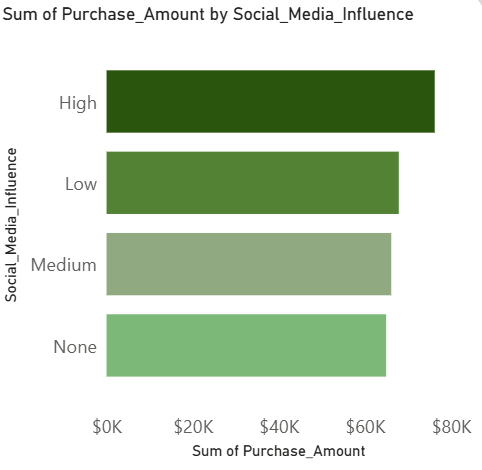 Sum of Purchase_Amount by Social_Media_Influence
Social_Media_Influence
High
Low
Medium
None
$0K $20K $40K $60K $80K
Sum of Purchase_Amount